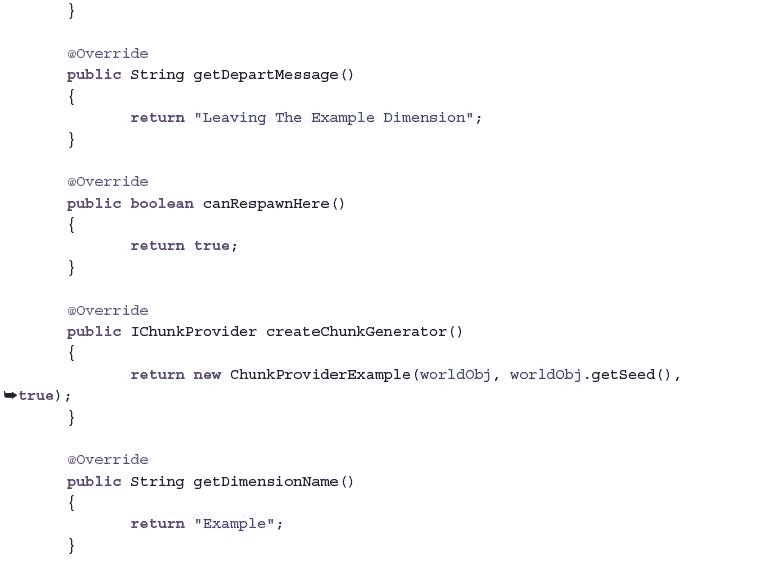 }
@Override
public String getDepartMessage()
{
return "Leaving The Example Dimension";
}
@Override
public boolean canRespawnHere()
{
return true;
}
@Override
public IChunkProvider createChunkGenerator()
{
return new ChunkProviderExample(worldObj, worldObj.getSeed(),
➥true);
}
@Override
public String getDimensionName()
{
return "Example";
}